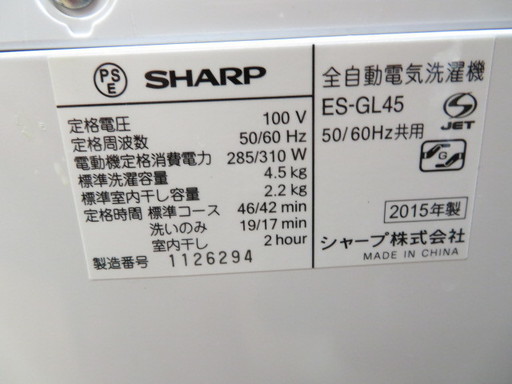 PS
E
SHARP
定格電圧 100 V
定格周波数 50/60 Hz
電動機定格消費電力 285/310 W
標準洗濯容量 4.5 kg
標準室内干し容量 2.2 kg
定格時間 標準コース 46/42 min
洗いのみ 19/17 min
室内干し 2 hour
製造番号 1126294
全自動電気洗濯機
ES-GL45
50/60Hz共用
JET
G
2015年製
シャープ株式会社
MADE IN CHINA